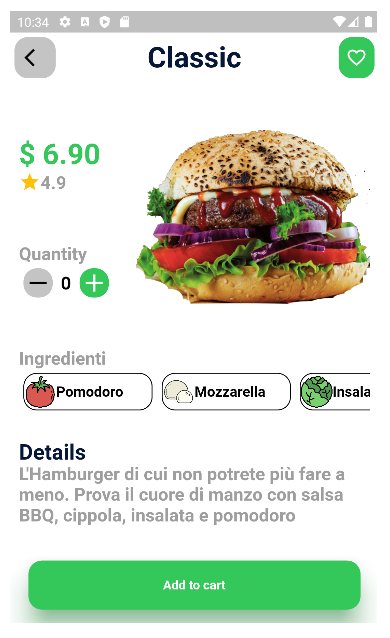 10:34
Classic
$ 6.90
4.9
Quantity
0
Ingredienti
Pomodoro
Mozzarella
Insala
Details
L'Hamburger di cui non potrete più fare a
meno. Prova il cuore di manzo con salsa
BBQ, cippola, insalata e pomodoro
Add to cart